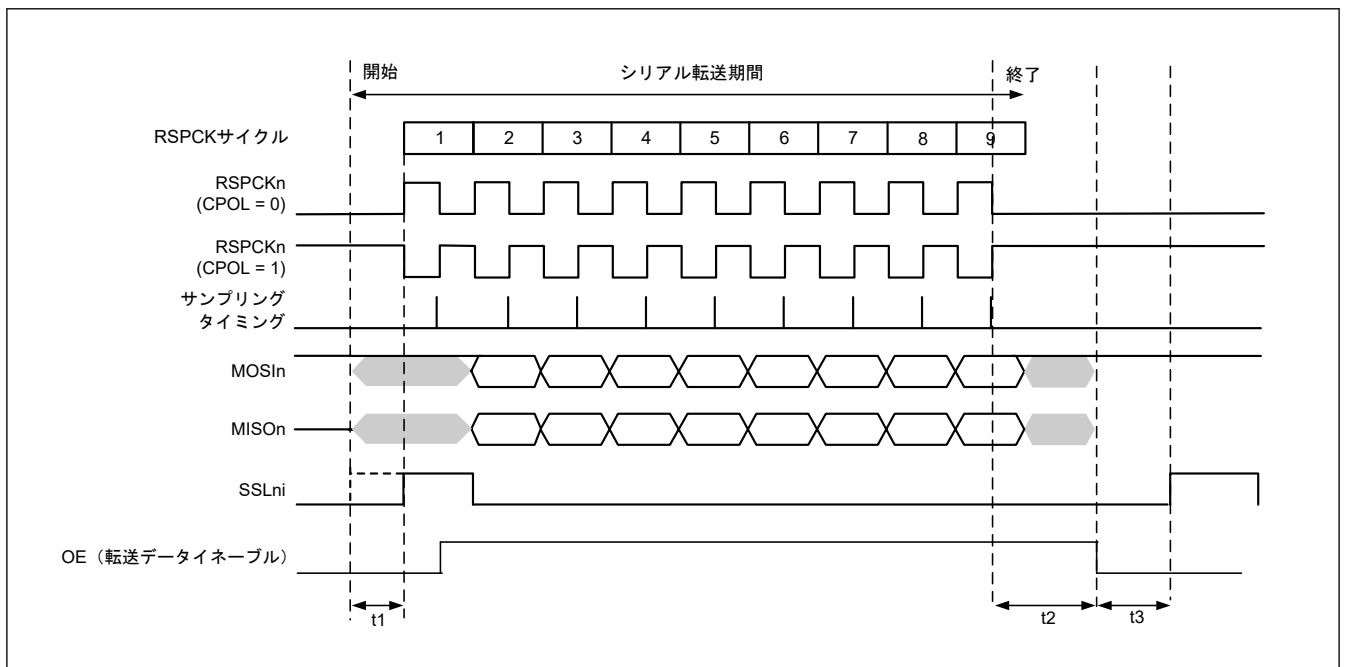 開始
シリアル転送期間
終了
RSPCKサイクル
1 2 3 4 5 6 7 8 9
RSPCKn
(CPOL = 0)
RSPCKn
(CPOL = 1)
サンプリング
タイミング
MOSIn
MISOn
SSLni
OE（転送データイネーブル）
t1
t2
t3